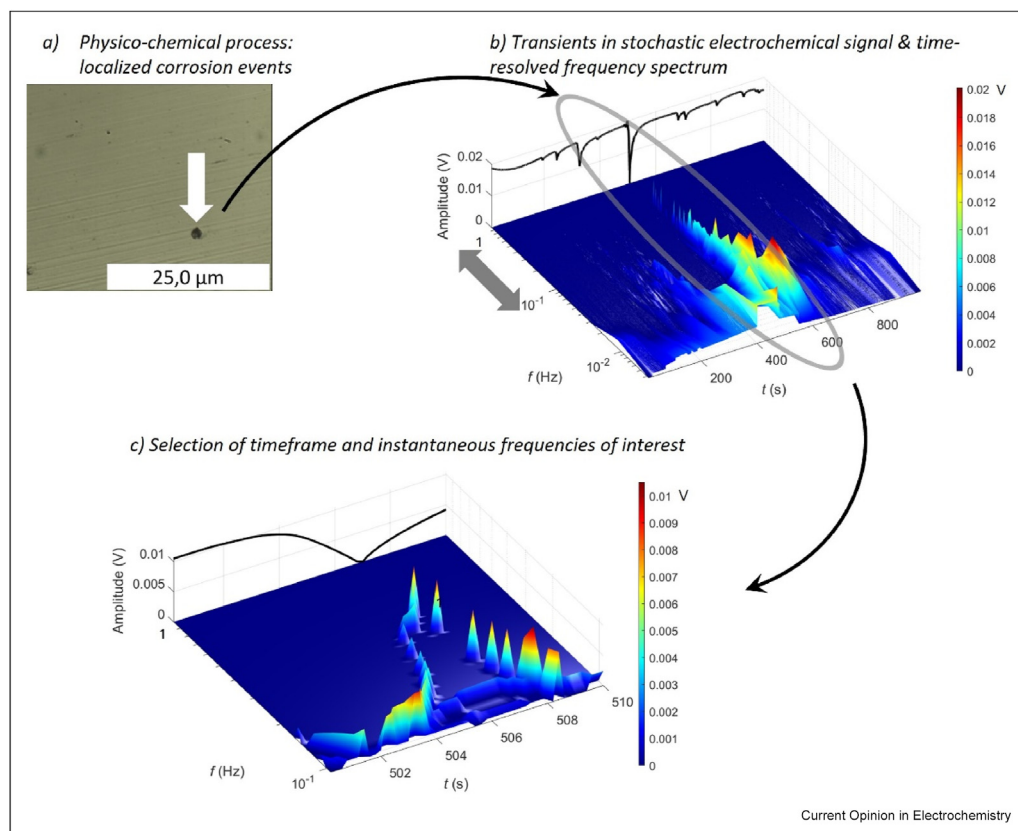 a) Physico-chemical process:
localized corrosion events
25,0 µm
b) Transients in stochastic electrochemical signal & time-
resolved frequency spectrum
0.02 V
0.018
0.016
0.014
0.012
0.01
0.008
0.006
0.004
0.002
0
Amplitude (V)
0.02
0.01
0
1
10⁻¹
10⁻²
f (Hz)
200
400
600
800
t (s)
c) Selection of timeframe and instantaneous frequencies of interest
0.01 V
0.009
0.008
0.007
0.006
0.005
0.004
0.003
0.002
0.001
0
Amplitude (V)
0.01
0.005
0
1
10⁻¹
f (Hz)
502
504
506
508
510
t (s)
Current Opinion in Electrochemistry